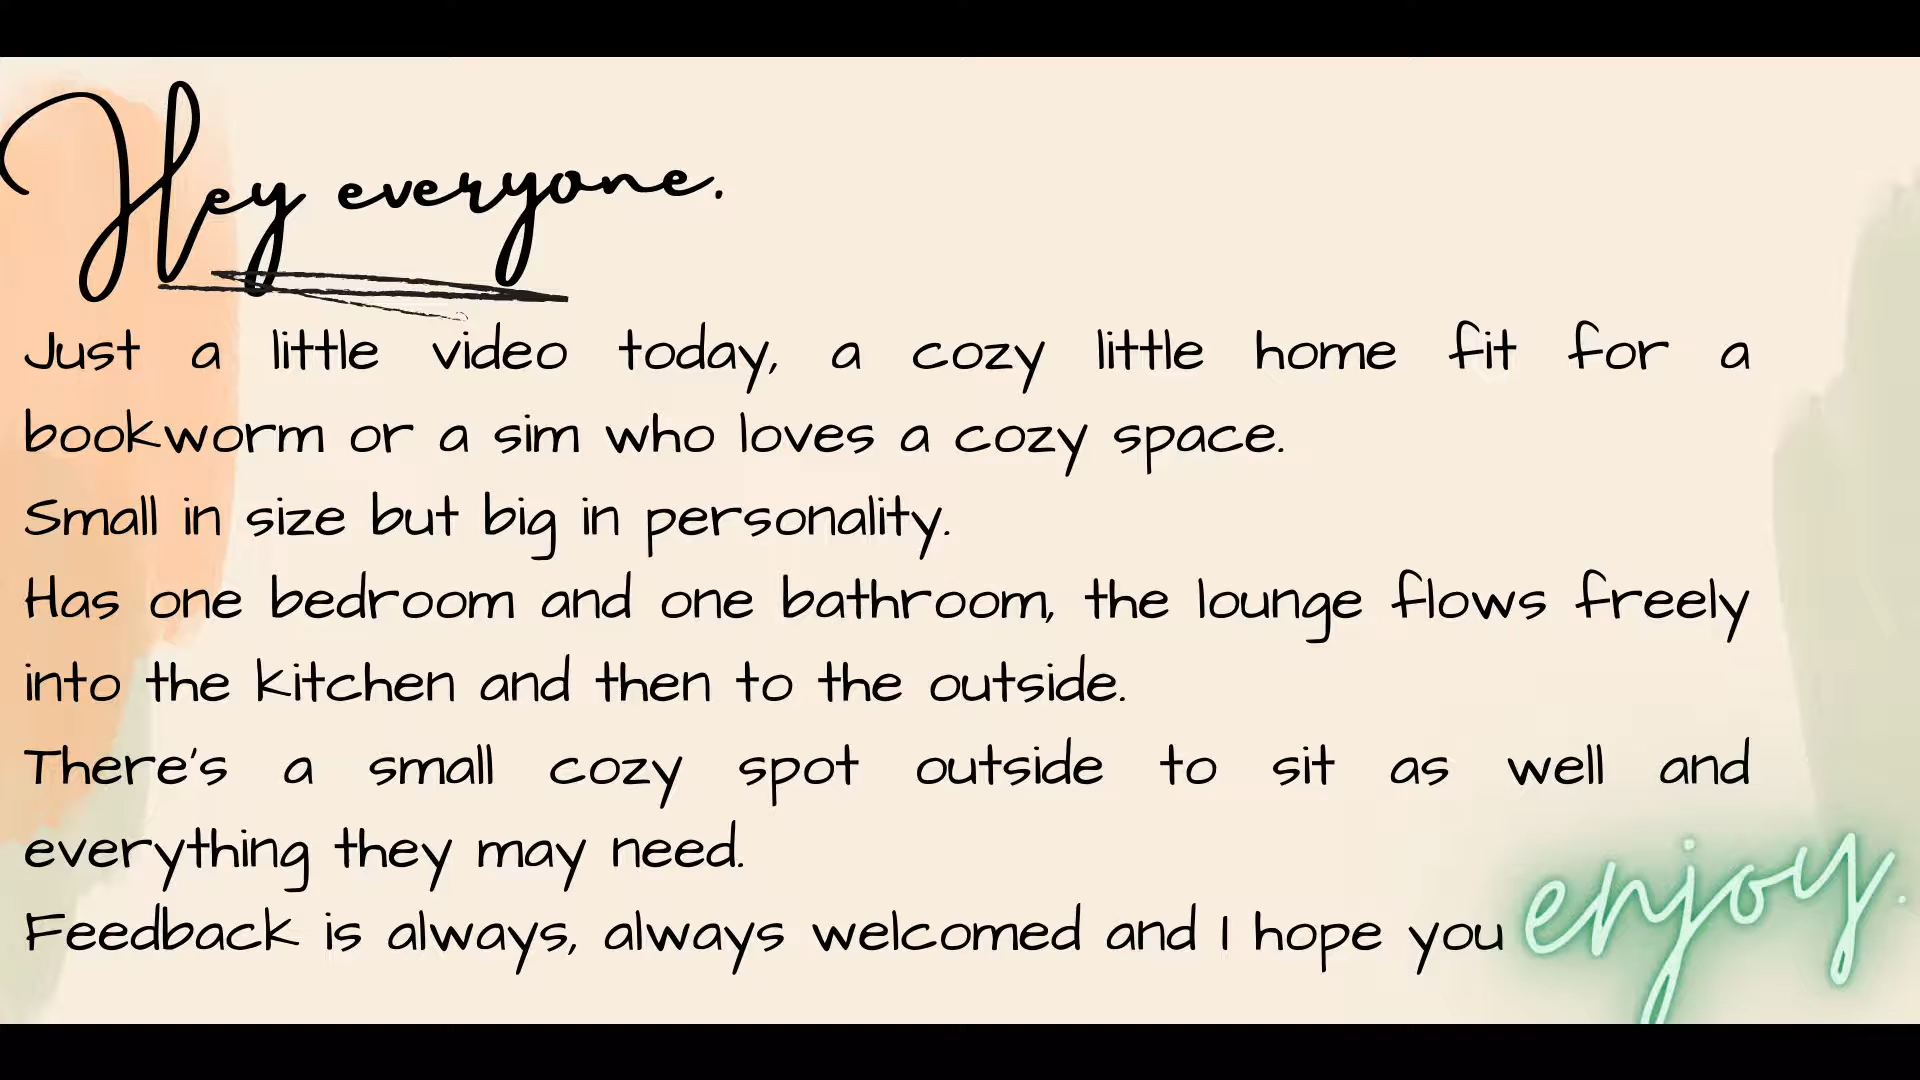 Hey everyone.
Just a little video today, a cozy little home fit for a
bookworm or a sim who loves a cozy space.
Small in size but big in personality.
Has one bedroom and one bathroom, the lounge flows freely
into the kitchen and then to the outside.
There's a small cozy spot outside to sit as well and
everything they may need.
Feedback is always, always welcomed and I hope you enjoy.